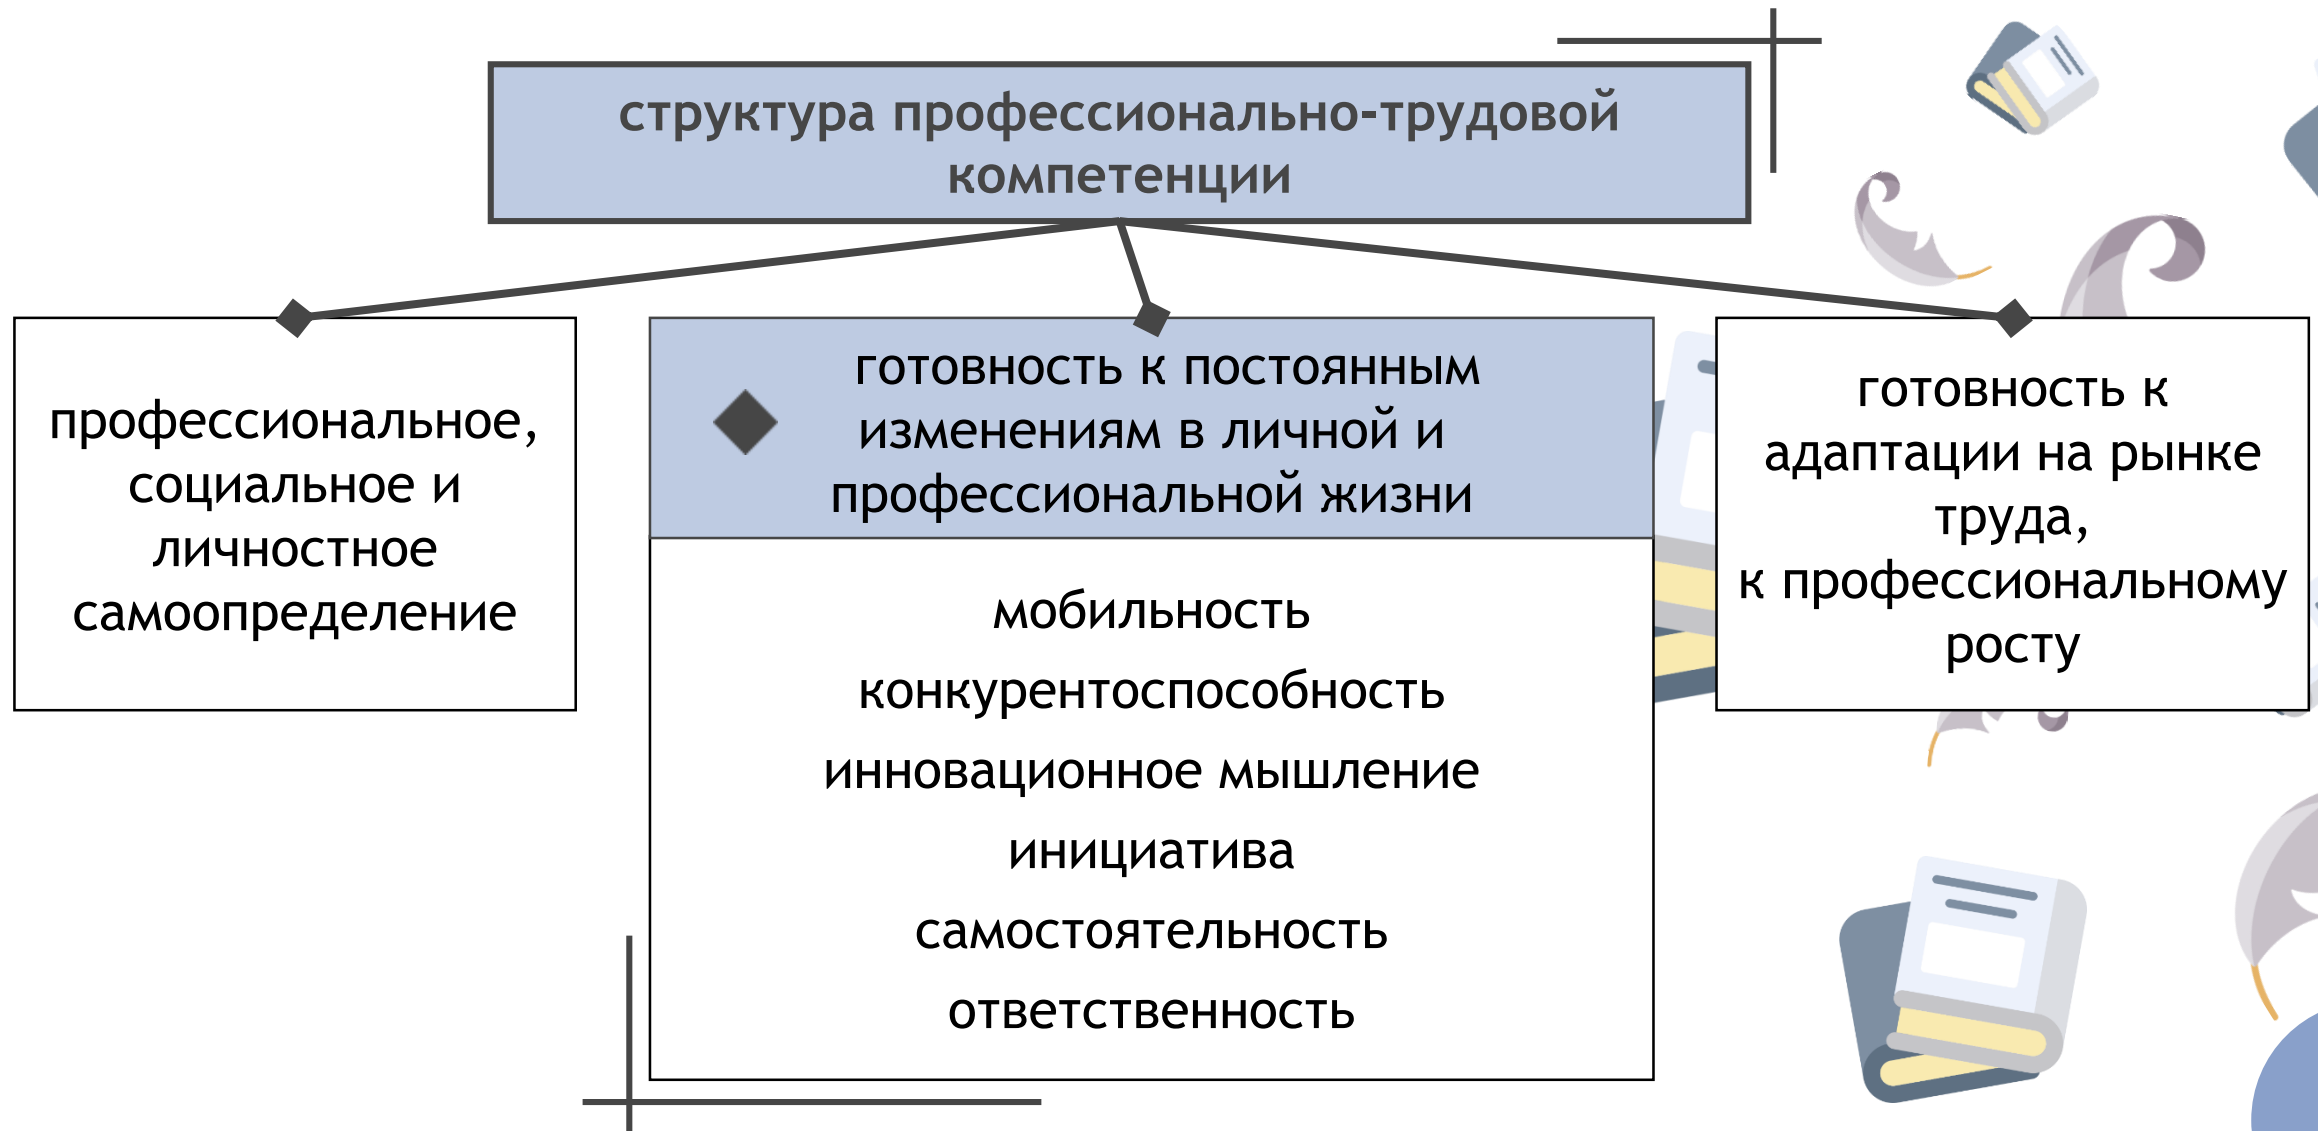 структура профессионально-трудовой
компетенции
профессиональное,
социальное и
личностное
самоопределение
готовность к постоянным
изменениям в личной и
профессиональной жизни
мобильность
конкурентоспособность
инновационное мышление
инициатива
самостоятельность
ответственность
готовность к
адаптации на рынке
труда,
к профессиональному
росту